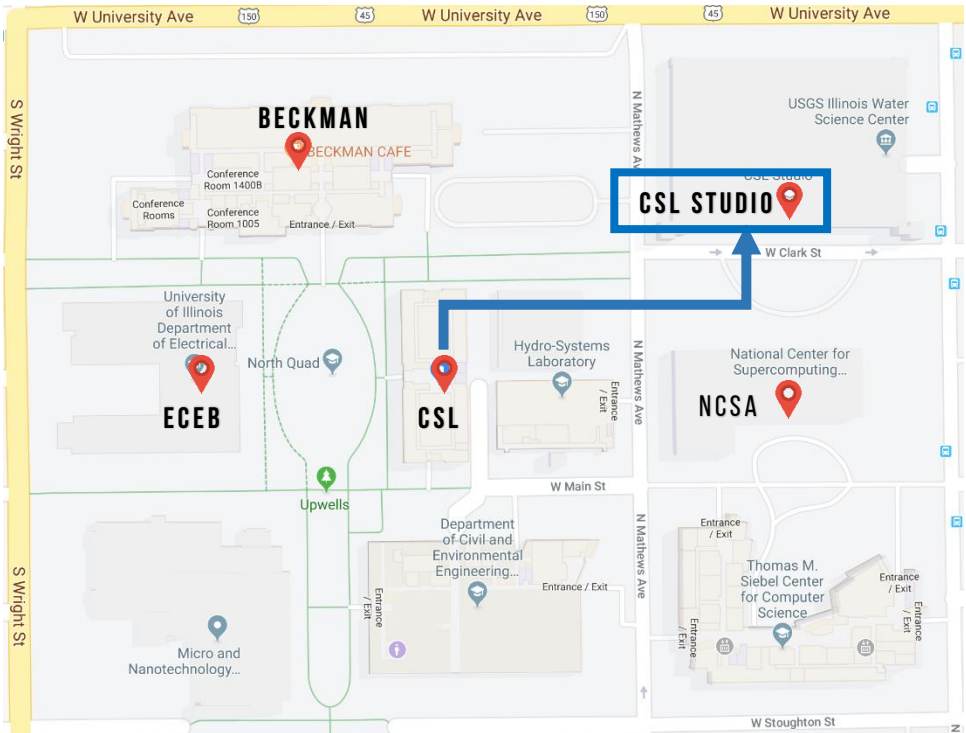 W University Ave
150
45
W University Ave
150
45
W University Ave
S Wright St
N Mathews Ave
USGS Illinois Water
Science Center
BECKMAN
BECKMAN CAFE
Conference
Room 1400B
Conference
Rooms
Conference
Room 1005
Entrance / Exit
CSL Studio
CSL STUDIO
W Clark St
University
of Illinois
Department
of Electrical...
North Quad
ECEB
CSL
Hydro-Systems
Laboratory
Entrance
/ Exit
N Mathews Ave
National Center for
Supercomputing...
NCSA
Upwells
W Main St
Department
of Civil and
Environmental
Engineering...
Entrance / Exit
Entrance
/ Exit
N Mathews Ave
Entrance
/ Exit
Thomas M.
Siebel Center
for Computer
Science
Entrance
/ Exit
Entrance
/ Exit
Entrance
/ Exit
S Wright St
Micro and
Nanotechnology...
W Stoughton St
N